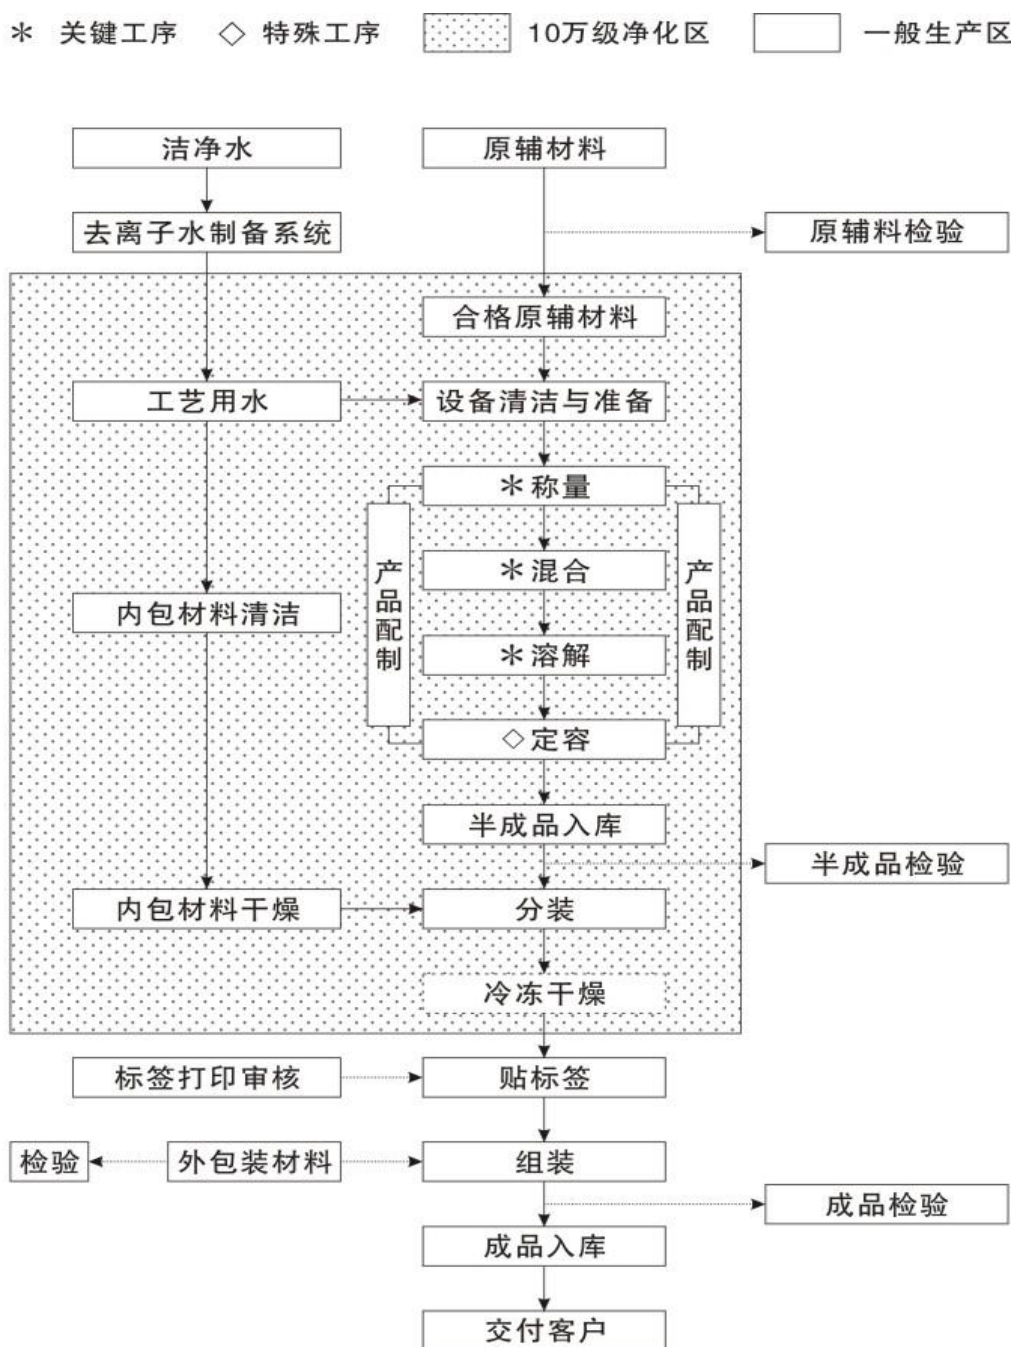 ＊ 关键工序 ◇ 特殊工序 10万级净化区 一般生产区
洁净水
原辅材料
去离子水制备系统
原辅料检验
合格原辅材料
工艺用水
设备清洁与准备
＊称量
产品配制
产品配制
＊混合
内包材料清洁
＊溶解
◇定容
半成品入库
半成品检验
内包材料干燥
分装
冷冻干燥
标签打印审核
贴标签
检验
外包装材料
组装
成品检验
成品入库
交付客户